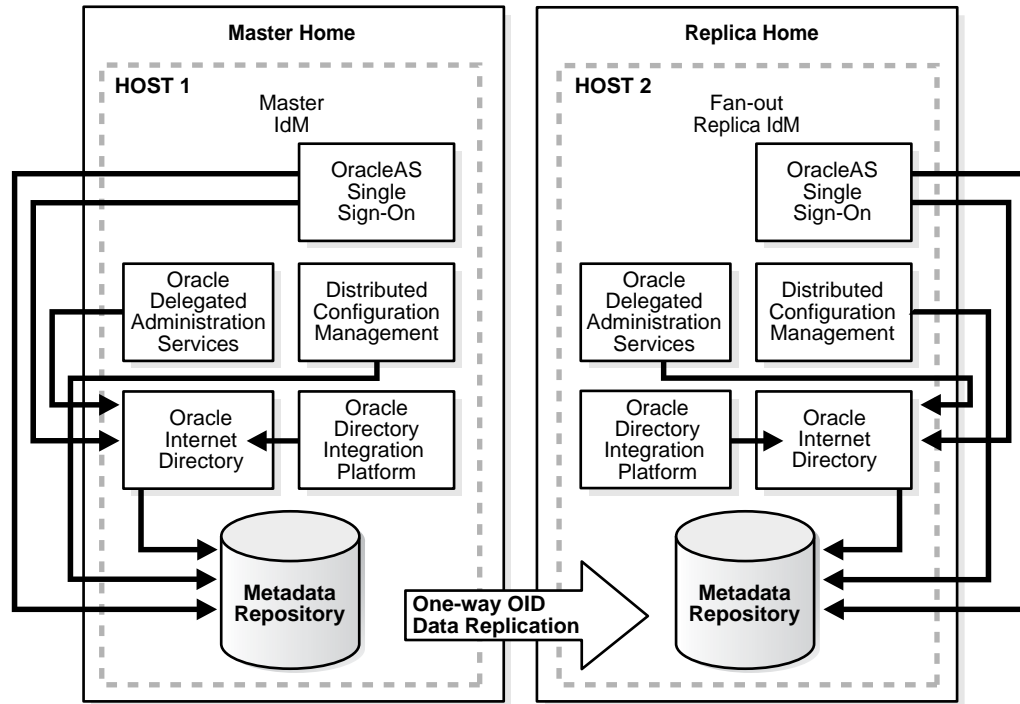 Master Home
HOST 1
Master
IdM
OracleAS
Single
Sign-On
Oracle
Delegated
Administration
Services
Distributed
Configuration
Management
Oracle
Internet
Directory
Oracle
Directory
Integration
Platform
Metadata
Repository
One-way OID
Data Replication
Replica Home
HOST 2
Fan-out
Replica IdM
OracleAS
Single
Sign-On
Oracle
Delegated
Administration
Services
Distributed
Configuration
Management
Oracle
Directory
Integration
Platform
Oracle
Internet
Directory
Metadata
Repository